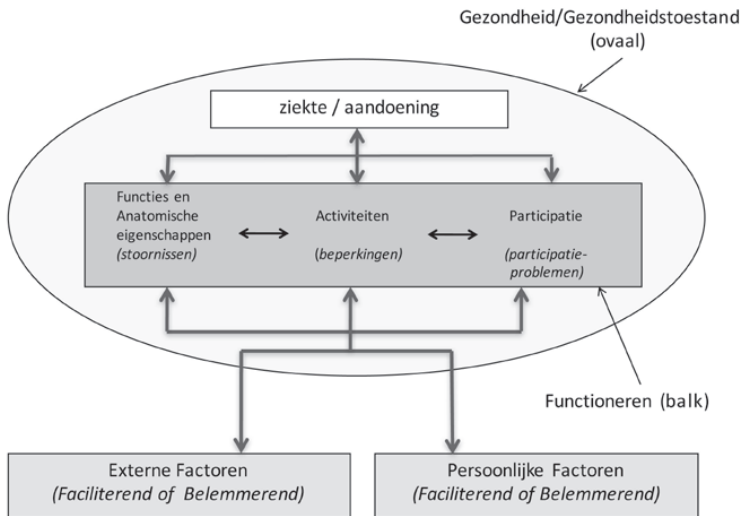 Gezondheid/Gezondheidstoestand
(ovaal)
ziekte / aandoening
Functies en
Anatomische
eigenschappen
(stoornissen)
Activiteiten
(beperkingen)
Participatie
(participatie-
problemen)
Functioneren (balk)
Externe Factoren
(Faciliterend of Belemmerend)
Persoonlijke Factoren
(Faciliterend of Belemmerend)